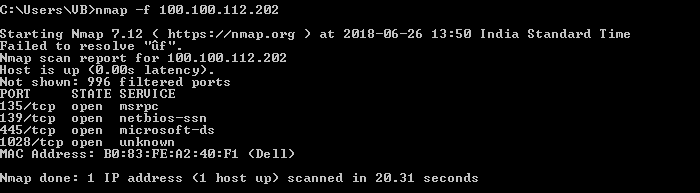 C:\Users\VB>nmap -f 100.100.112.202
Starting Nmap 7.12 ( https://nmap.org ) at 2018-06-26 13:50 India Standard Time
Failed to resolve "ûf".
Nmap scan report for 100.100.112.202
Host is up (0.00s latency).
Not shown: 996 filtered ports
PORT     STATE SERVICE
135/tcp  open  msrpc
139/tcp  open  netbios-ssn
445/tcp  open  microsoft-ds
1028/tcp open  unknown
MAC Address: B0:83:FE:A2:40:F1 (Dell)
Nmap done: 1 IP address (1 host up) scanned in 20.31 seconds